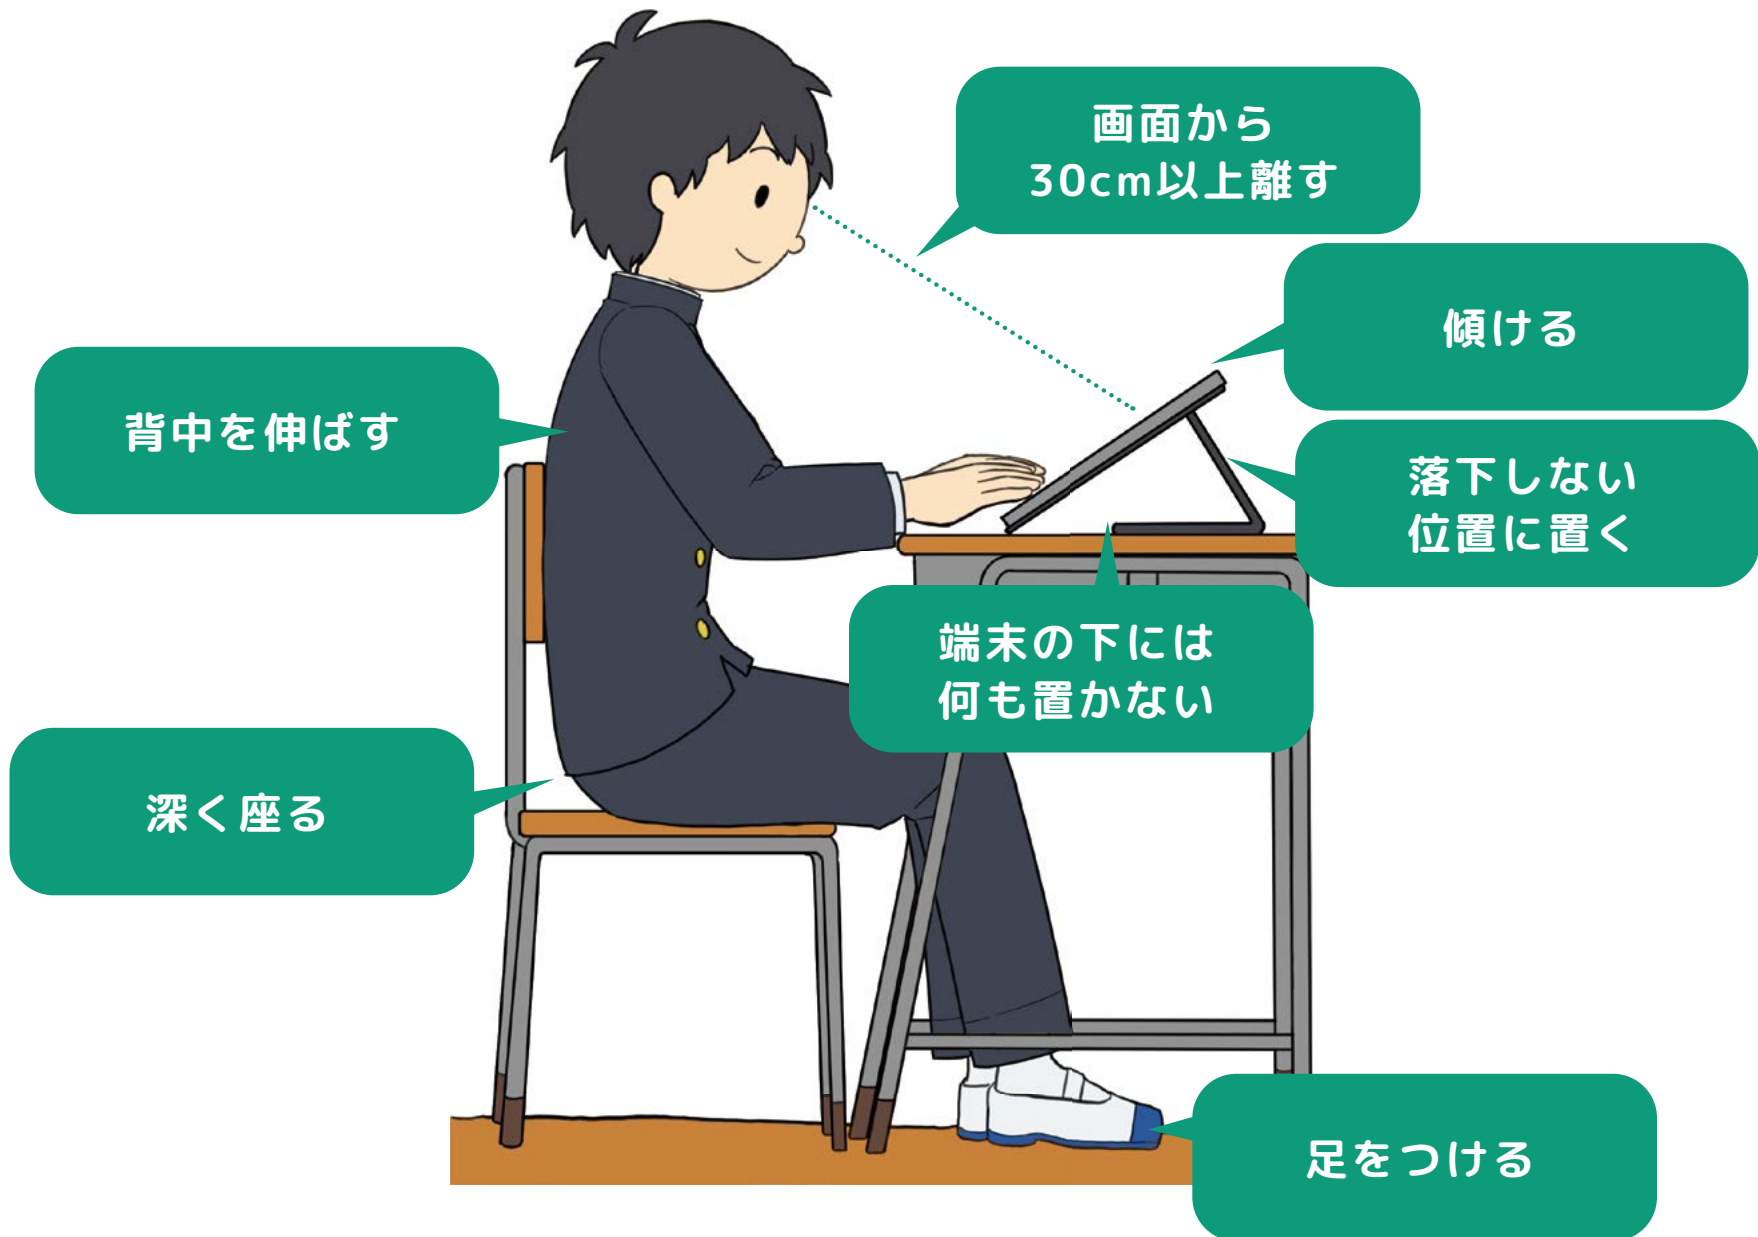 画面から
30cm以上離す
傾ける
背中を伸ばす
落下しない
位置に置く
端末の下には
何も置かない
深く座る
足をつける